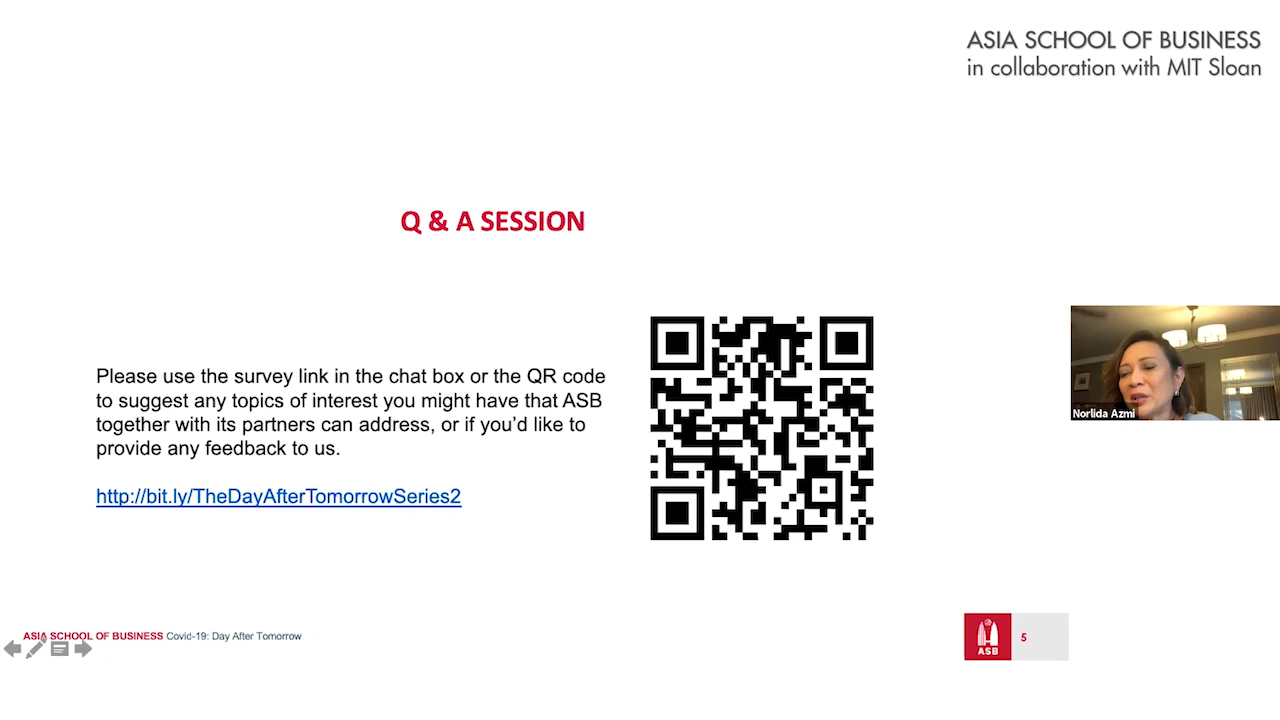 ASIA SCHOOL OF BUSINESS
in collaboration with MIT Sloan
Q & A SESSION
Please use the survey link in the chat box or the QR code
to suggest any topics of interest you might have that ASB
together with its partners can address, or if you'd like to
provide any feedback to us.
http://bit.ly/TheDayAfterTomorrowSeries2
Norlida Azmi
ASIA SCHOOL OF BUSINESS Covid-19: Day After Tomorrow
ASB
5